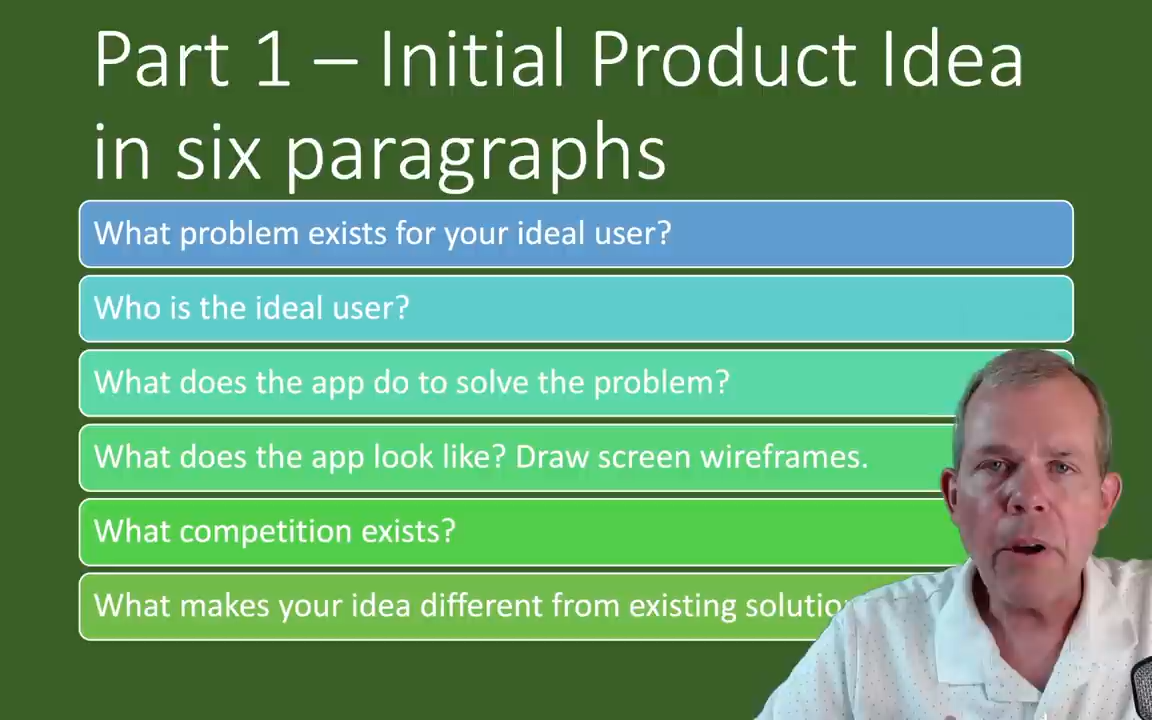 Part 1 – Initial Product Idea
in six paragraphs
What problem exists for your ideal user?
Who is the ideal user?
What does the app do to solve the problem?
What does the app look like? Draw screen wireframes.
What competition exists?
What makes your idea different from existing